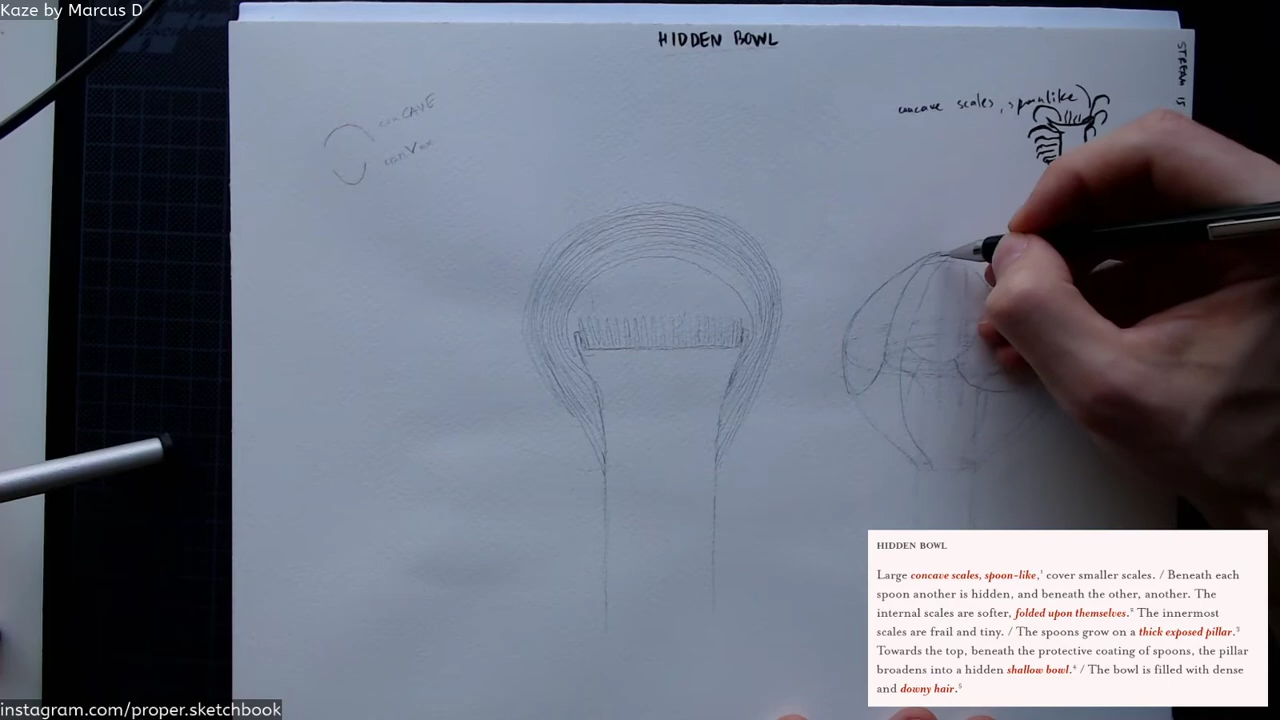 Kaze by Marcus D
HIDDEN BOWL
STREAM 15
conCAVE
conVex
concave scales, spoonlike
HIDDEN BOWL
Large concave scales, spoon-like,¹ cover smaller scales. / Beneath each
spoon another is hidden, and beneath the other, another. The
internal scales are softer, folded upon themselves.² The innermost
scales are frail and tiny. / The spoons grow on a thick exposed pillar.³
Towards the top, beneath the protective coating of spoons, the pillar
broadens into a hidden shallow bowl.⁴ / The bowl is filled with dense
and downy hair.⁵
instagram.com/proper.sketchbook